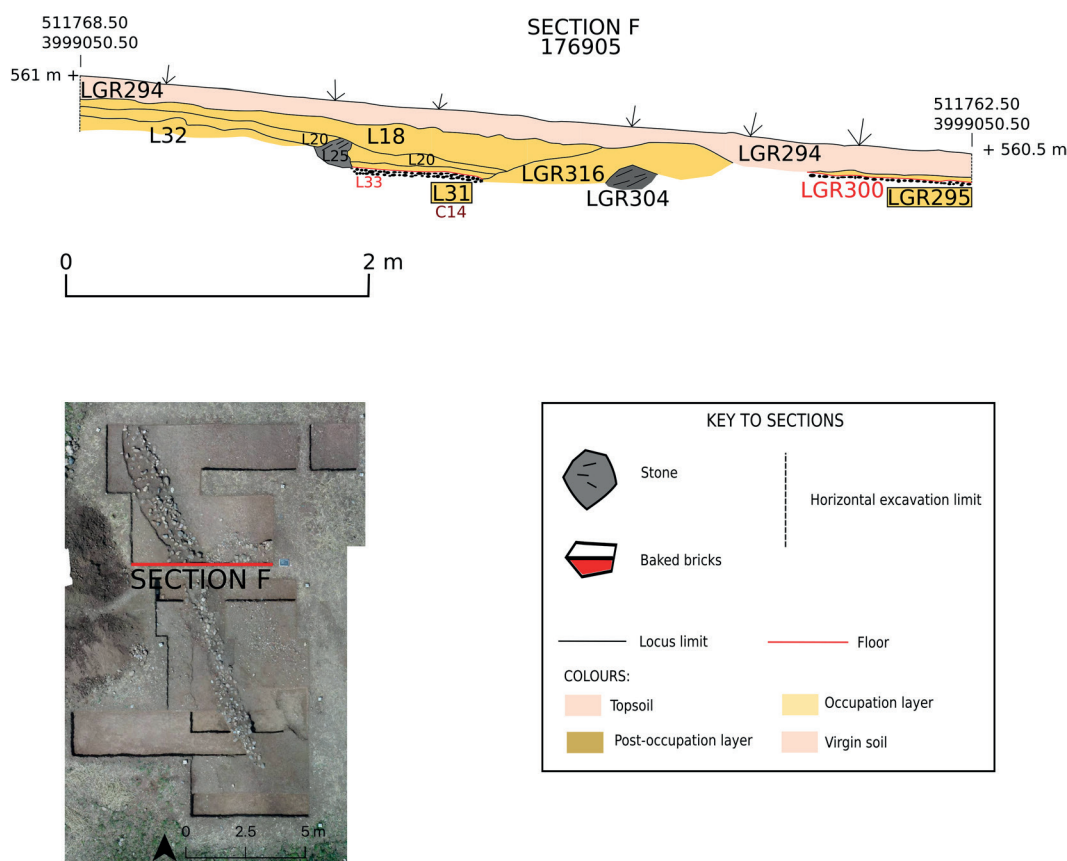 SECTION F
176905
511768.50
3999050.50
561 m +
511762.50
3999050.50
+ 560.5 m
LGR294
L32
L20
L18
L25
L20
L33
L31
C14
LGR316
LGR304
LGR294
LGR300
LGR295
0 2 m
SECTION F
0 2.5 5 m
KEY TO SECTIONS
Stone
Horizontal excavation limit
Baked bricks
Locus limit
Floor
COLOURS:
Topsoil
Occupation layer
Post-occupation layer
Virgin soil